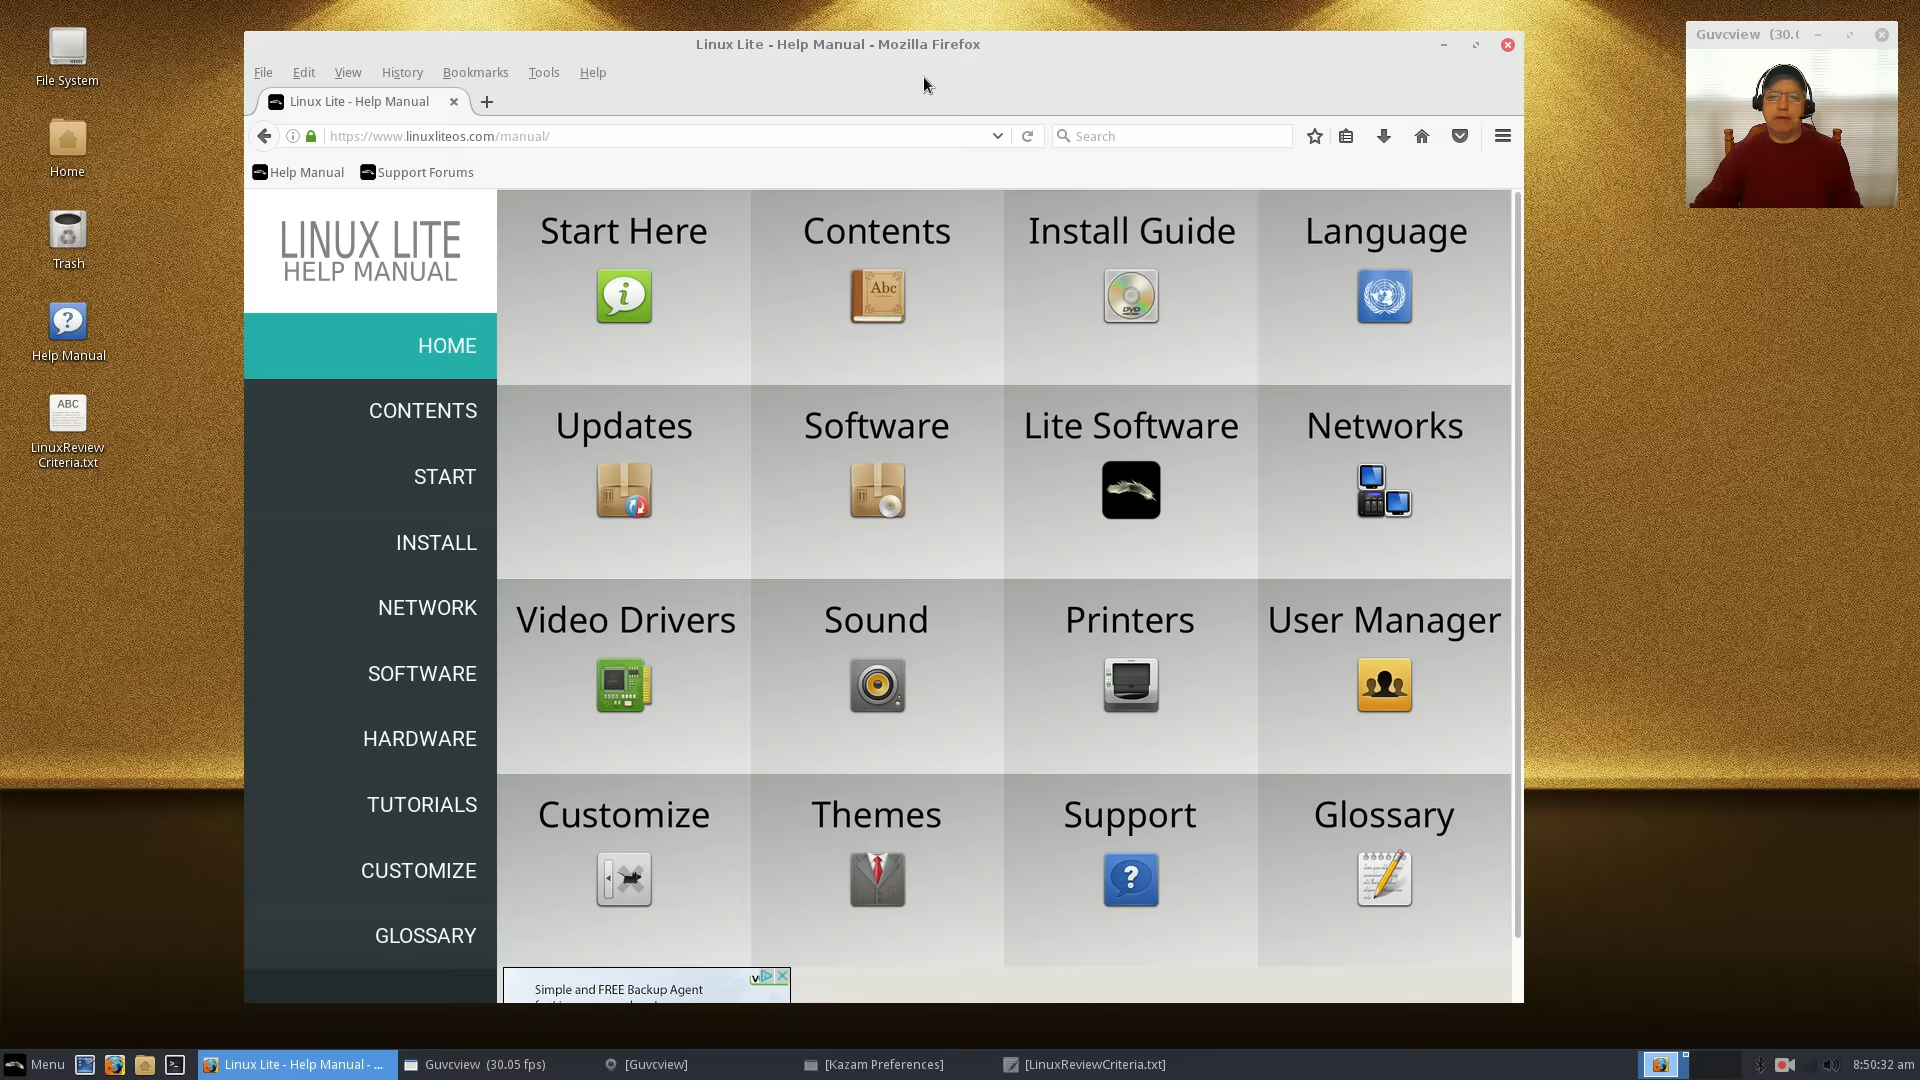 File System
Home
Trash
Help Manual
ABC
LinuxReview
Criteria.txt
Linux Lite - Help Manual - Mozilla Firefox
File Edit View History Bookmarks Tools Help
Linux Lite - Help Manual
https://www.linuxliteos.com/manual/
Search
Help Manual Support Forums
LINUX LITE
HELP MANUAL
HOME
CONTENTS
START
INSTALL
NETWORK
SOFTWARE
HARDWARE
TUTORIALS
CUSTOMIZE
GLOSSARY
Start Here Contents Install Guide Language
Abc
DVD
Updates Software Lite Software Networks
Video Drivers Sound Printers User Manager
Customize Themes Support Glossary
Simple and FREE Backup Agent
Guvcview (30.0
Menu
Linux Lite - Help Manual - ...
Guvcview (30.05 fps)
[Guvcview]
[Kazam Preferences]
[LinuxReviewCriteria.txt]
8:50:32 am